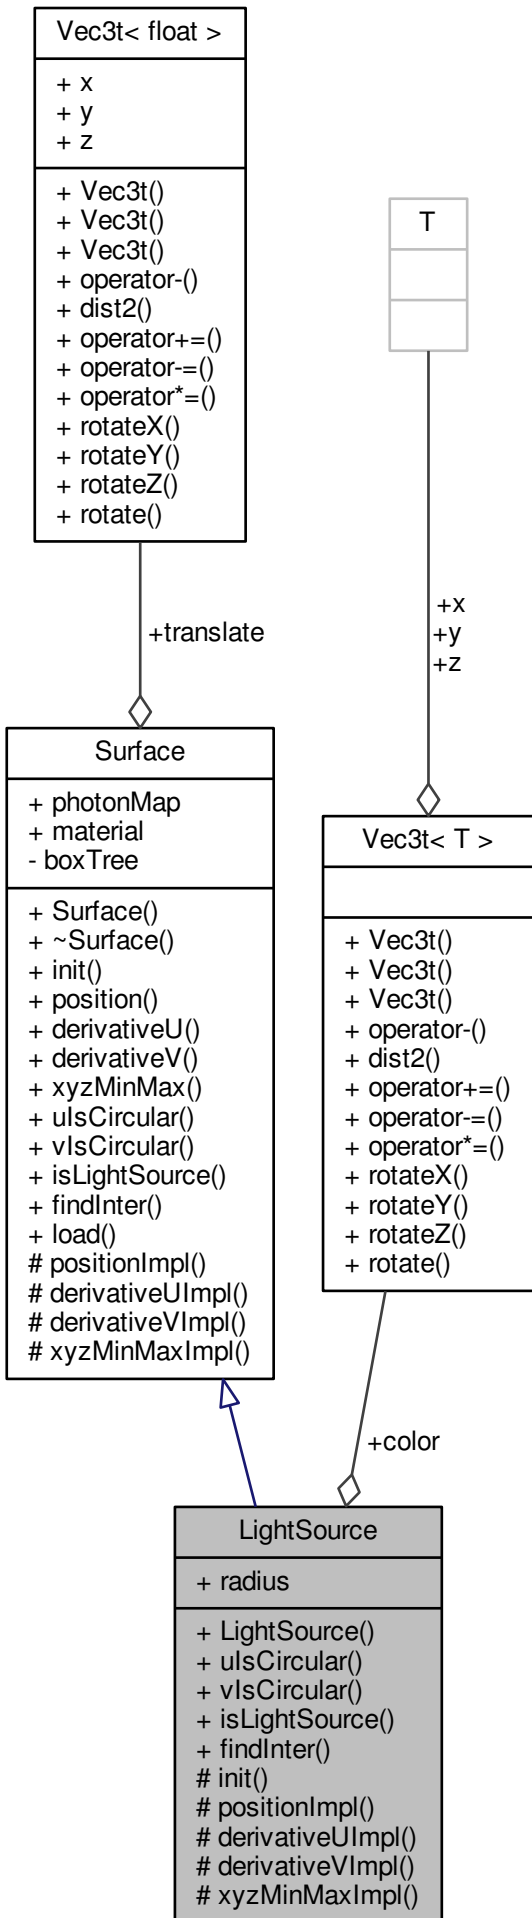 Vec3t< float >
+ x
+ y
+ z
+ Vec3t()
+ Vec3t()
+ Vec3t()
+ operator-()
+ dist2()
+ operator+=()
+ operator-=()
+ operator*=()
+ rotateX()
+ rotateY()
+ rotateZ()
+ rotate()
T
+translate
+x
+y
+z
Surface
+ photonMap
+ material
- boxTree
+ Surface()
+ ~Surface()
+ init()
+ position()
+ derivativeU()
+ derivativeV()
+ xyzMinMax()
+ uIsCircular()
+ vIsCircular()
+ isLightSource()
+ findInter()
+ load()
# positionImpl()
# derivativeUImpl()
# derivativeVImpl()
# xyzMinMaxImpl()
Vec3t< T >
+ Vec3t()
+ Vec3t()
+ Vec3t()
+ operator-()
+ dist2()
+ operator+=()
+ operator-=()
+ operator*=()
+ rotateX()
+ rotateY()
+ rotateZ()
+ rotate()
+color
LightSource
+ radius
+ LightSource()
+ uIsCircular()
+ vIsCircular()
+ isLightSource()
+ findInter()
# init()
# positionImpl()
# derivativeUImpl()
# derivativeVImpl()
# xyzMinMaxImpl()